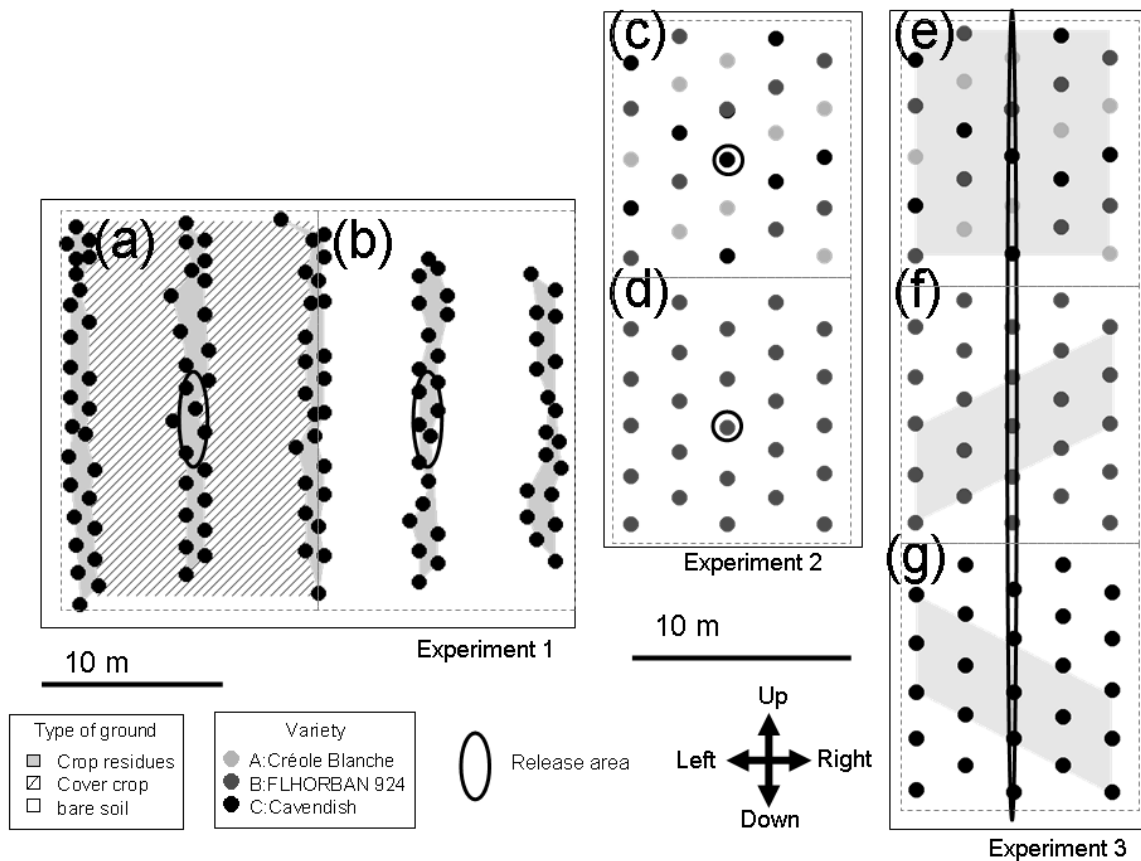 (a)
(b)
Experiment 1
10 m
(c)
(d)
Experiment 2
10 m
(e)
(f)
(g)
Experiment 3
Type of ground
Crop residues
Cover crop
bare soil
Variety
A:Créole Blanche
B:FLHORBAN 924
C:Cavendish
Release area
Up
Left
Right
Down